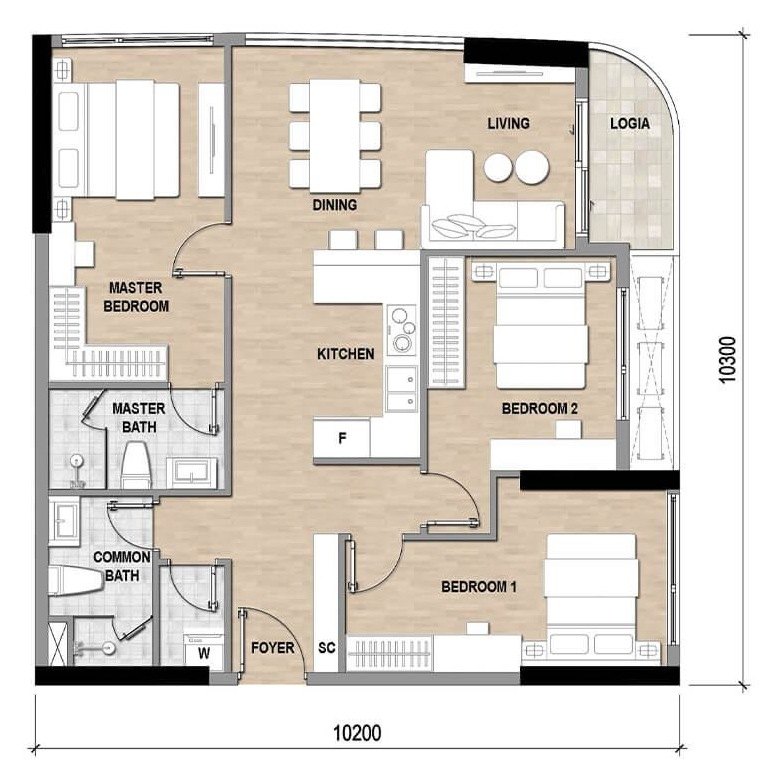 LIVING
LOGIA
DINING
MASTER
BEDROOM
KITCHEN
10300
MASTER
BATH
BEDROOM 2
F
COMMON
BATH
BEDROOM 1
W
FOYER
SC
10200